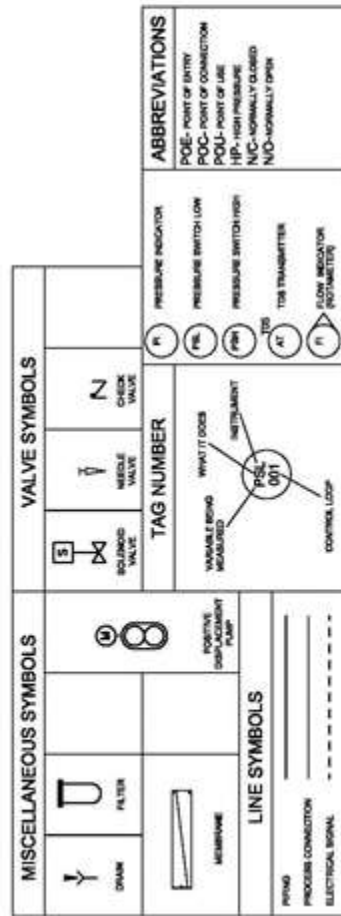 MISCELLANEOUS SYMBOLS
DRAIN
FILTER
MEMBRANE
M
POSITIVE
DISPLACEMENT
PUMP
VALVE SYMBOLS
S
SOLENOID
VALVE
NEEDLE
VALVE
CHECK
VALVE
LINE SYMBOLS
PIPING
PROCESS CONNECTION
ELECTRICAL SIGNAL
TAG NUMBER
VARIABLE BEING
MEASURED
WHAT IT DOES
INSTRUMENT
PSL
001
CONTROL LOOP
PI
PRESSURE INDICATOR
PSL
PRESSURE SWITCH LOW
PSH
PRESSURE SWITCH HIGH
TDS
AT
TDS TRANSMITTER
FI
FLOW INDICATOR
(ROTAMETER)
ABBREVIATIONS
POE- POINT OF ENTRY
POC- POINT OF CONNECTION
POU- POINT OF USE
HP- HIGH PRESSURE
N/C- NORMALLY CLOSED
N/O- NORMALLY OPEN